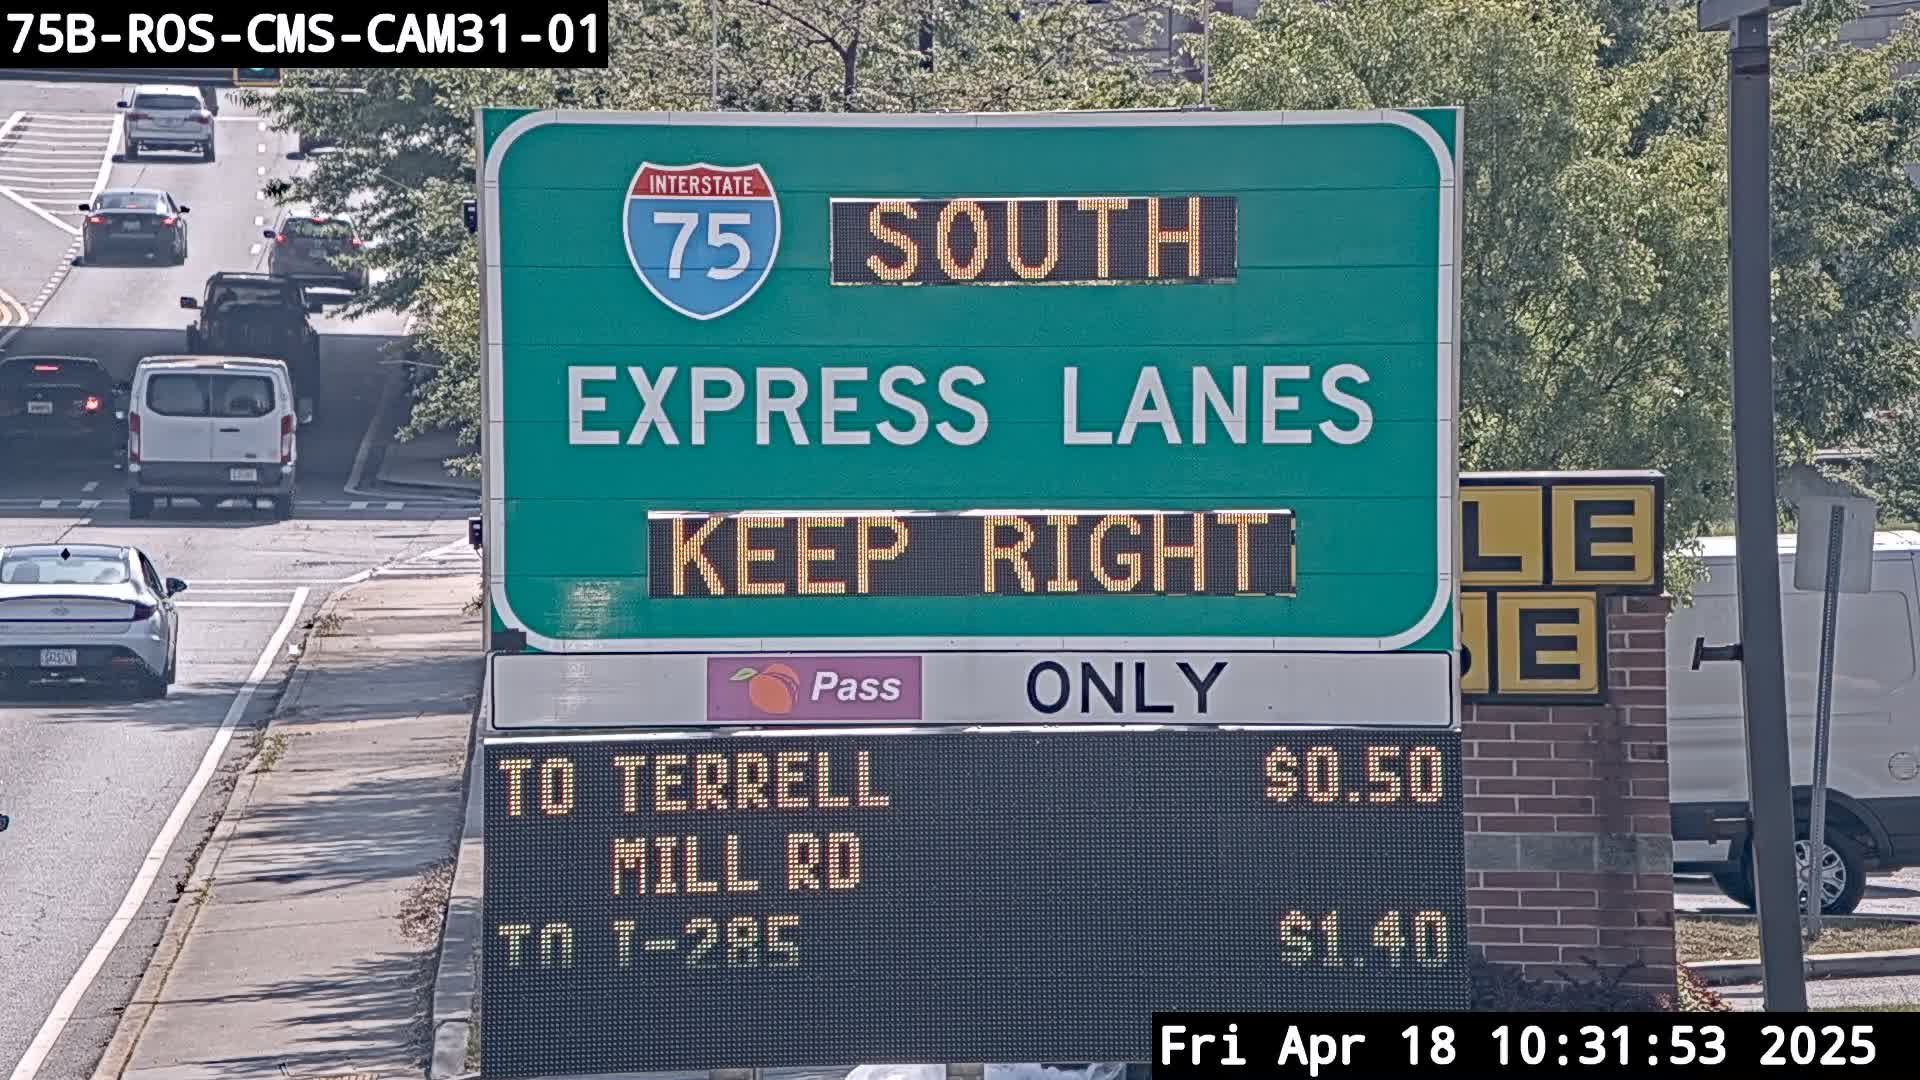 75B-ROS-CMS-CAM31-01
INTERSTATE
75
SOUTH
EXPRESS LANES
KEEP RIGHT
Pass ONLY
TO TERRELL $0.50
MILL RD
TO I-285 $1.40
LE
E
Fri Apr 18 10:31:53 2025